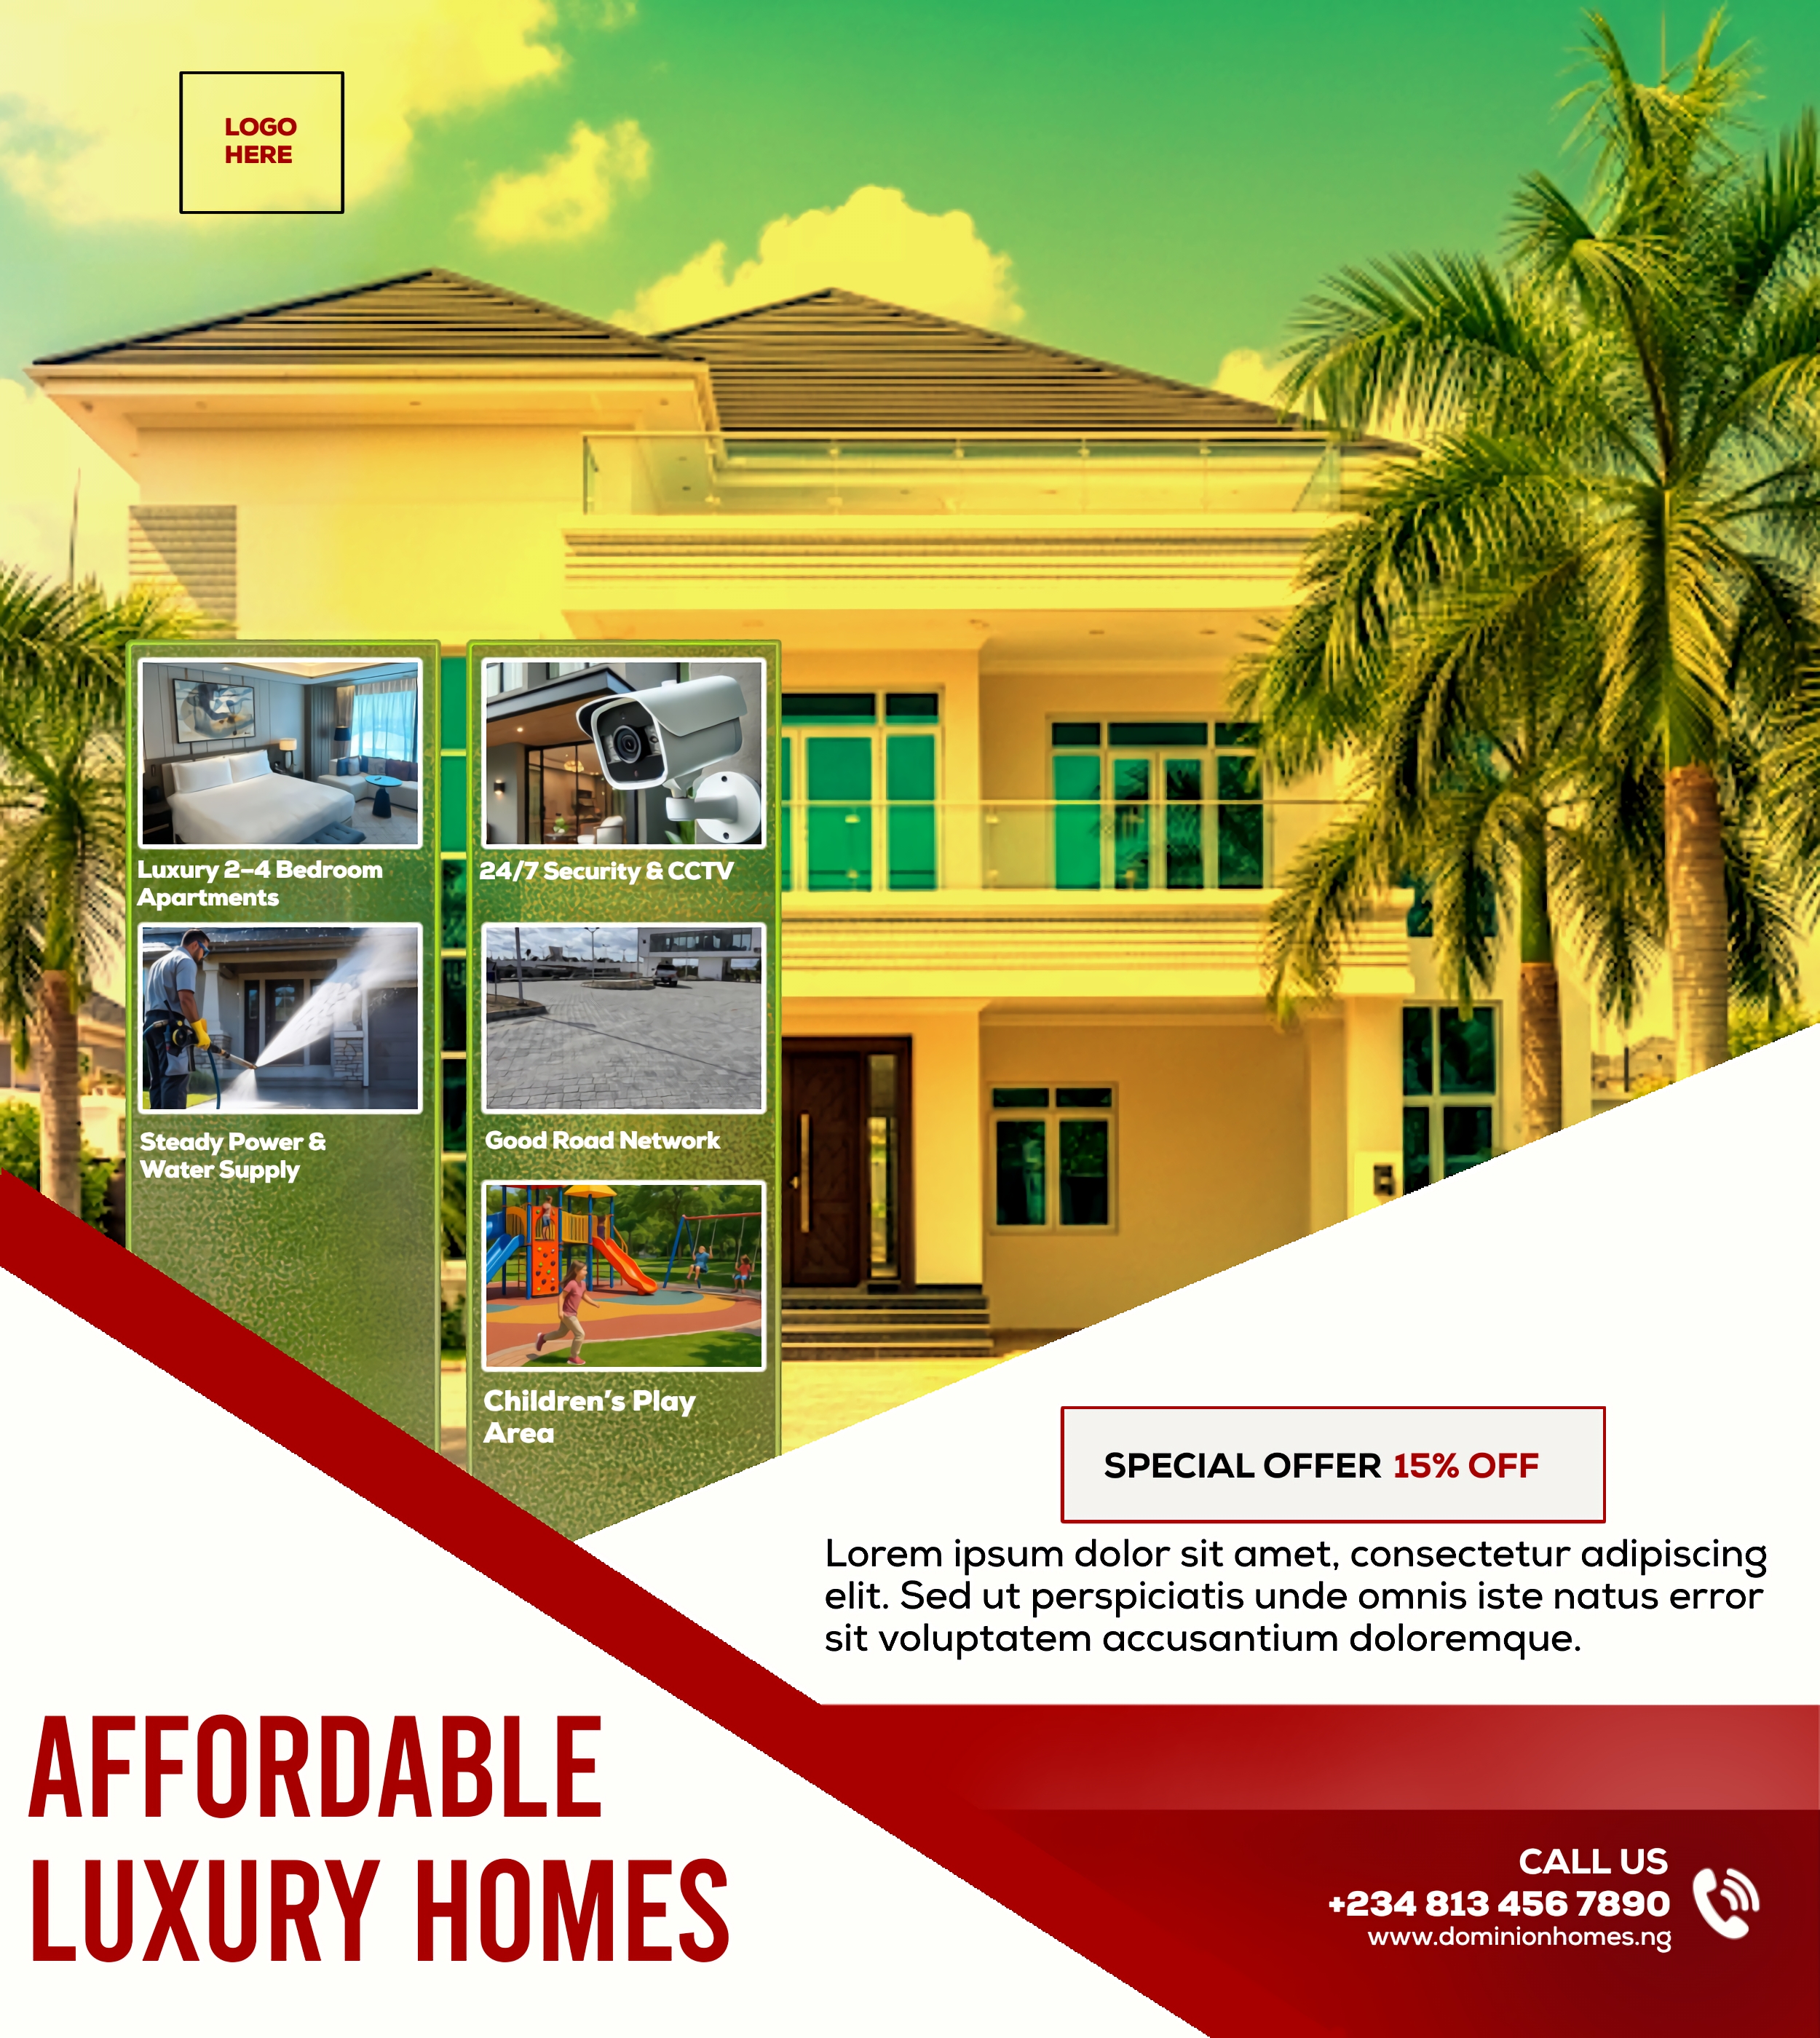 LOGO
HERE
Luxury 2–4 Bedroom
Apartments
24/7 Security & CCTV
Steady Power &
Water Supply
Good Road Network
Children’s Play
Area
SPECIAL OFFER 15% OFF
Lorem ipsum dolor sit amet, consectetur adipiscing
elit. Sed ut perspiciatis unde omnis iste natus error
sit voluptatem accusantium doloremque.
AFFORDABLE
LUXURY HOMES
CALL US
+234 813 456 7890
www.dominionhomes.ng